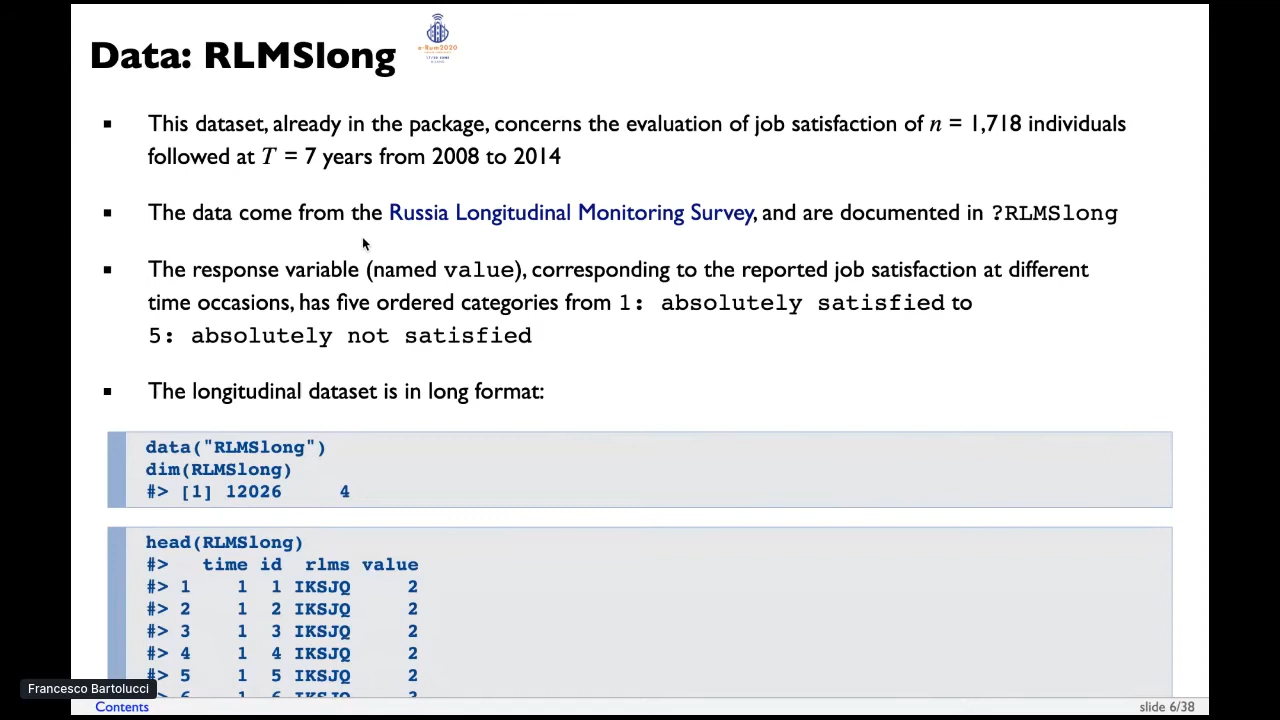 Data: RLMSlong
e-Rum2020
This dataset, already in the package, concerns the evaluation of job satisfaction of n = 1,718 individuals
followed at T = 7 years from 2008 to 2014
The data come from the Russia Longitudinal Monitoring Survey, and are documented in ?RLMSlong
The response variable (named value), corresponding to the reported job satisfaction at different
time occasions, has five ordered categories from 1: absolutely satisfied to
5: absolutely not satisfied
The longitudinal dataset is in long format:
data("RLMSlong")
dim(RLMSlong)
#> [1] 12026     4
head(RLMSlong)
#>   time id  rlms value
#> 1    1  1 IKSJQ     2
#> 2    1  2 IKSJQ     2
#> 3    1  3 IKSJQ     2
#> 4    1  4 IKSJQ     2
#> 5    1  5 IKSJQ     2
Francesco Bartolucci
Contents
slide 6/38